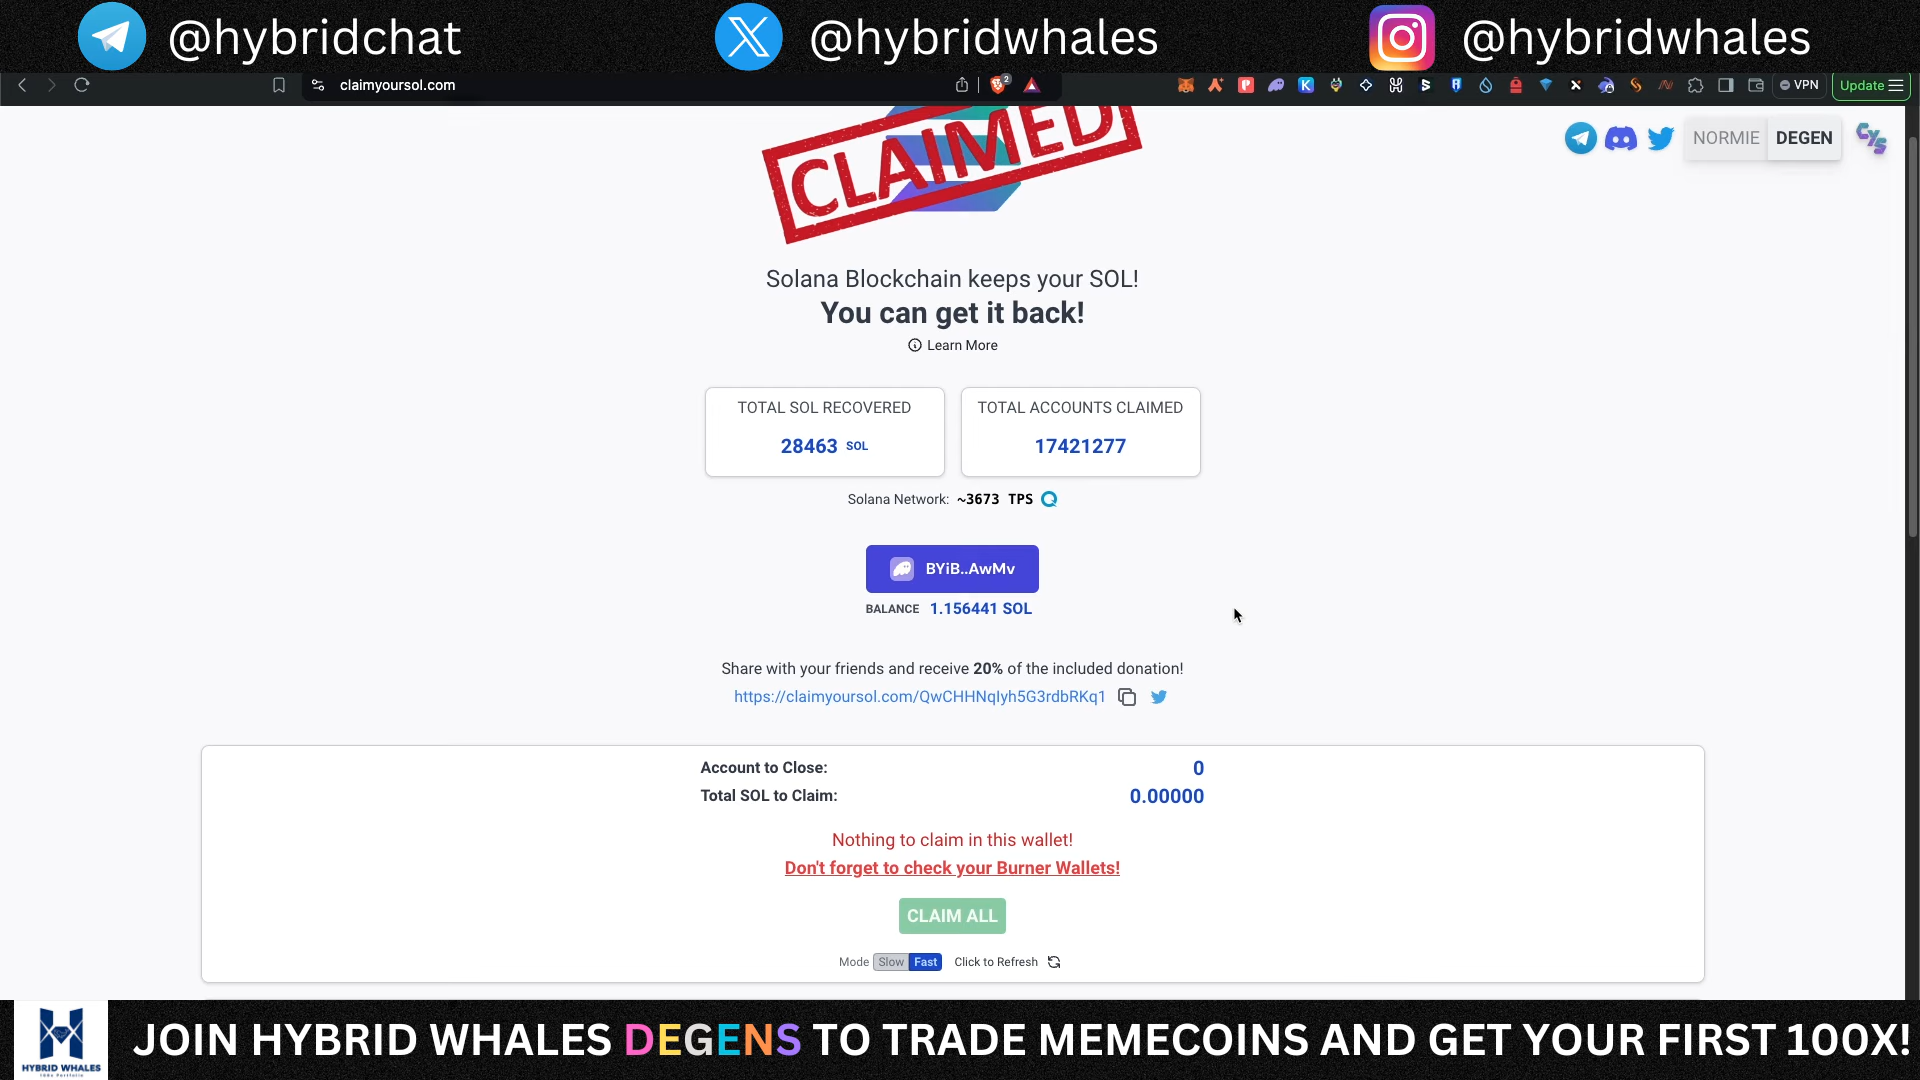 @hybridchat @hybridwhales @hybridwhales
claimyoursol.com
2
VPN
Update
CLAIMED
NORMIE DEGEN
CYS
Solana Blockchain keeps your SOL!
You can get it back!
Learn More
TOTAL SOL RECOVERED
28463 SOL
TOTAL ACCOUNTS CLAIMED
17421277
Solana Network: ~3673 TPS
BYiB..AwMv
BALANCE 1.156441 SOL
Share with your friends and receive 20% of the included donation!
https://claimyoursol.com/QwCHHNqIyh5G3rdbRKq1
Account to Close: 0
Total SOL to Claim: 0.00000
Nothing to claim in this wallet!
Don't forget to check your Burner Wallets!
CLAIM ALL
Mode Slow Fast Click to Refresh
HYBRID WHALES
JOIN HYBRID WHALES DEGENS TO TRADE MEMECOINS AND GET YOUR FIRST 100X!